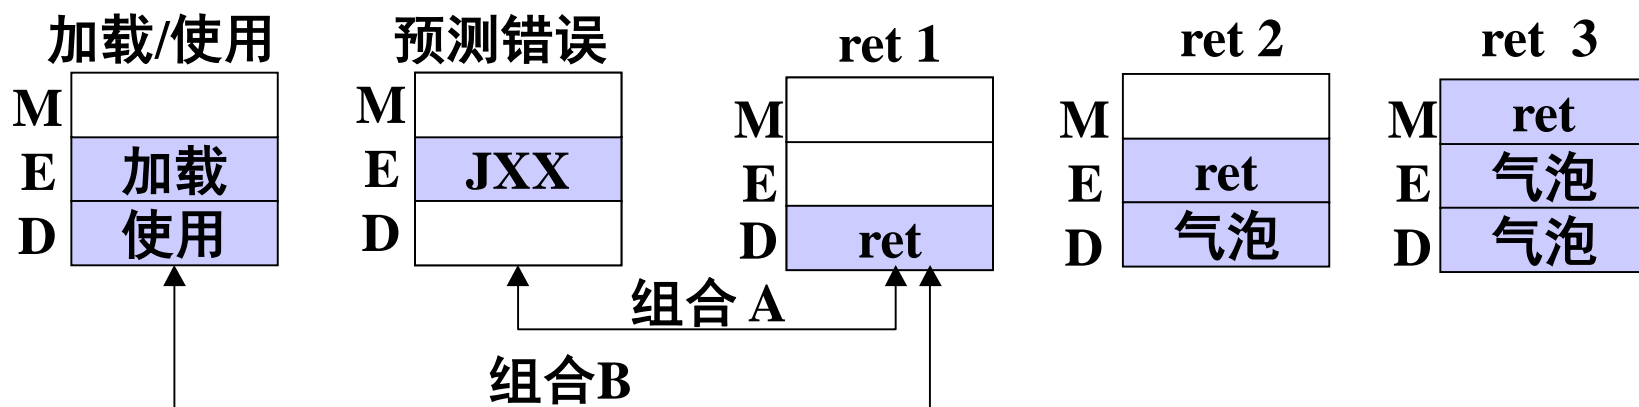 加载/使用 预测错误 ret 1 ret 2 ret 3
M M M M M ret
E 加载 E JXX E E ret E 气泡
D 使用 D D ret D 气泡 D 气泡
组合 A
组合B